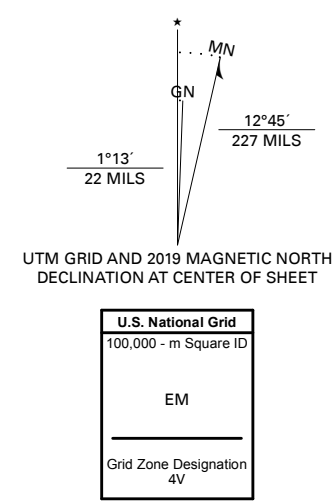 ★
MN
GN
12°45´
227 MILS
1°13´
22 MILS
UTM GRID AND 2019 MAGNETIC NORTH
DECLINATION AT CENTER OF SHEET
U.S. National Grid
100,000 - m Square ID
EM
Grid Zone Designation
4V